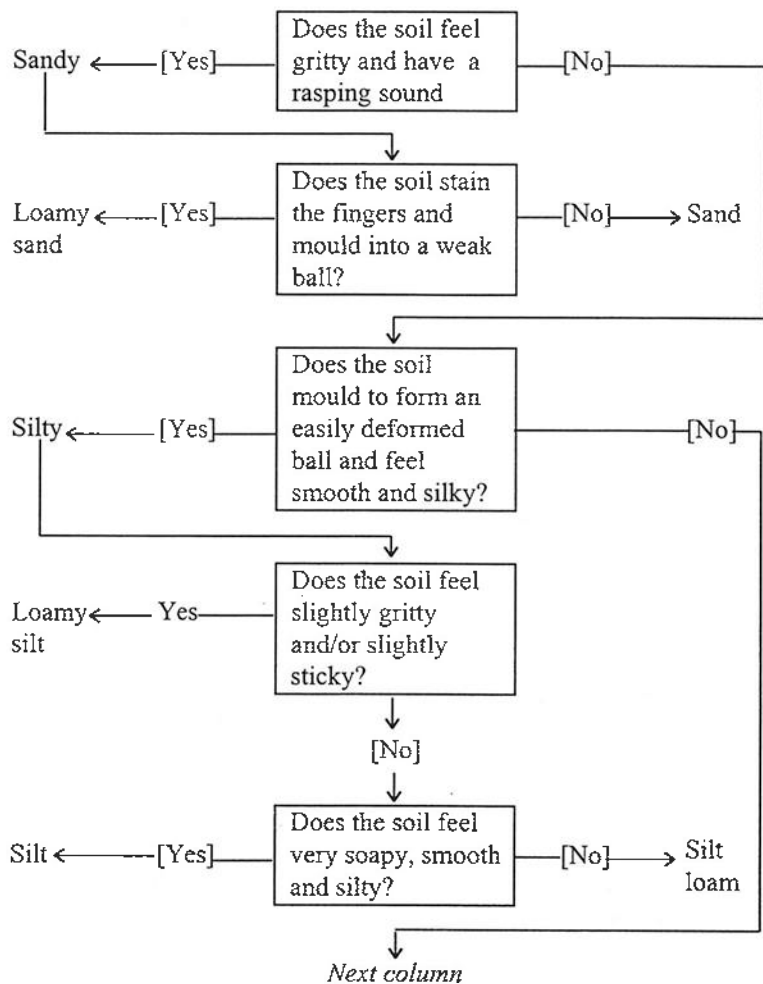 Does the soil feel
gritty and have a
rasping sound
Sandy
[Yes]
[No]
Does the soil stain
the fingers and
mould into a weak
ball?
Loamy
sand
[Yes]
[No]
Sand
Does the soil
mould to form an
easily deformed
ball and feel
smooth and silky?
Silty
[Yes]
[No]
Does the soil feel
slightly gritty
and/or slightly
sticky?
Loamy
silt
Yes
[No]
Does the soil feel
very soapy, smooth
and silty?
Silt
[Yes]
[No]
Silt
loam
Next column